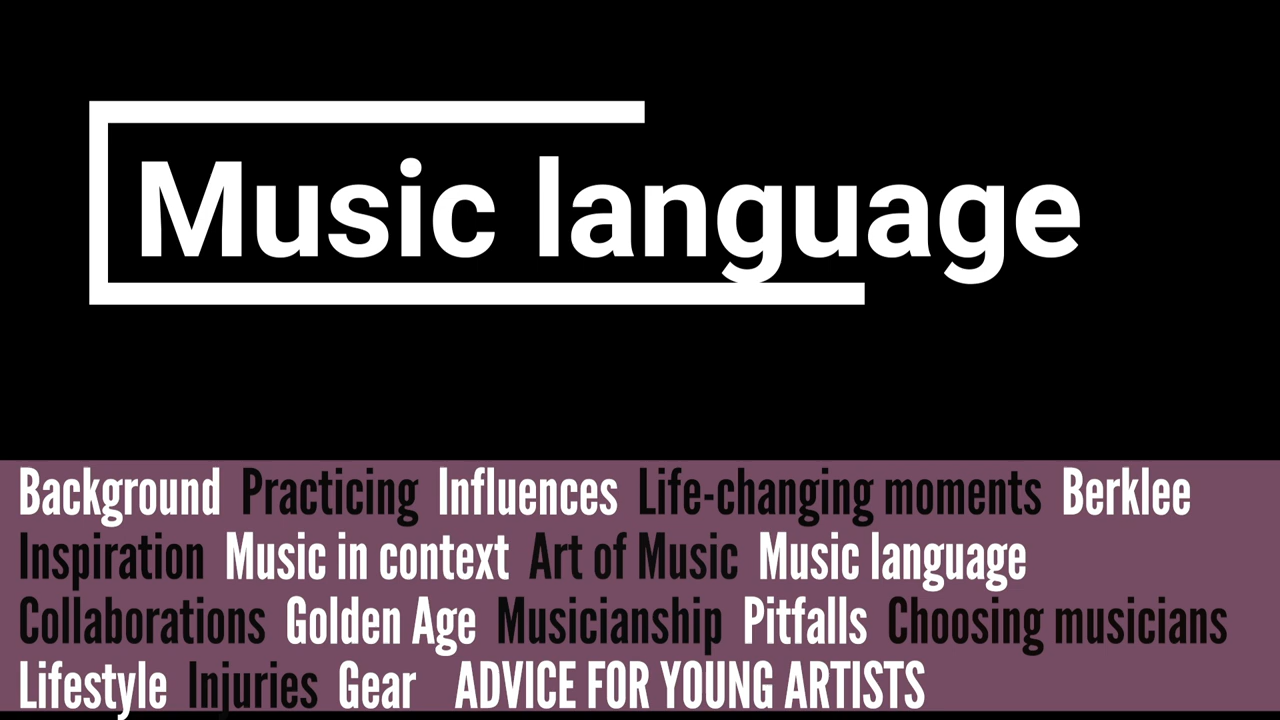 Music language
Background Practicing Influences Life-changing moments Berklee
Inspiration Music in context Art of Music Music language
Collaborations Golden Age Musicianship Pitfalls Choosing musicians
Lifestyle Injuries Gear ADVICE FOR YOUNG ARTISTS